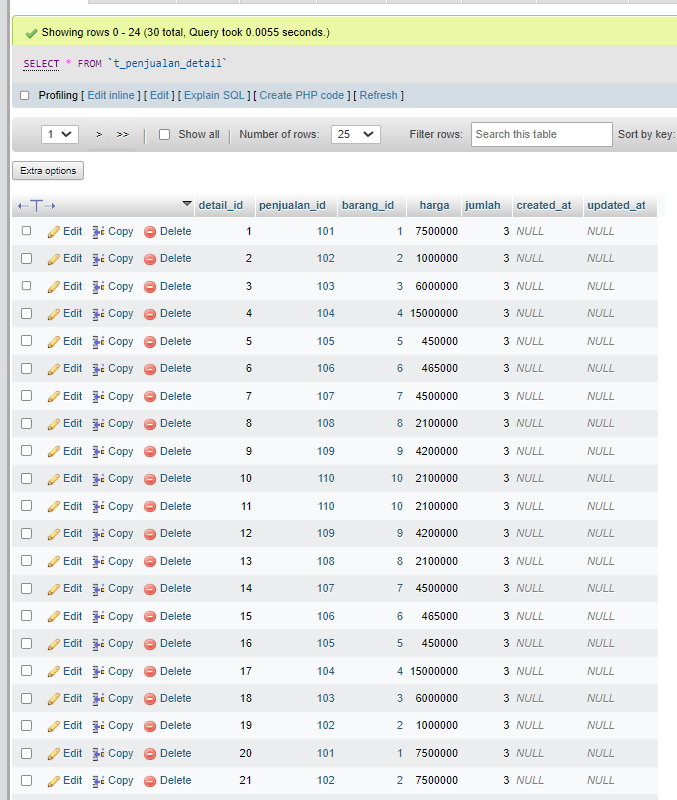 Showing rows 0 - 24 (30 total, Query took 0.0055 seconds.)
SELECT * FROM `t_penjualan_detail`
Profiling [ Edit inline ] [ Edit ] [ Explain SQL ] [ Create PHP code ] [ Refresh ]
1 > >> | Show all | Number of rows: 25 Filter rows: Search this table Sort by key:
Extra options
←T→ detail_id penjualan_id barang_id harga jumlah created_at updated_at
Edit Copy Delete 1 101 1 7500000 3 NULL NULL
Edit Copy Delete 2 102 2 1000000 3 NULL NULL
Edit Copy Delete 3 103 3 6000000 3 NULL NULL
Edit Copy Delete 4 104 4 15000000 3 NULL NULL
Edit Copy Delete 5 105 5 450000 3 NULL NULL
Edit Copy Delete 6 106 6 465000 3 NULL NULL
Edit Copy Delete 7 107 7 4500000 3 NULL NULL
Edit Copy Delete 8 108 8 2100000 3 NULL NULL
Edit Copy Delete 9 109 9 4200000 3 NULL NULL
Edit Copy Delete 10 110 10 2100000 3 NULL NULL
Edit Copy Delete 11 110 10 2100000 3 NULL NULL
Edit Copy Delete 12 109 9 4200000 3 NULL NULL
Edit Copy Delete 13 108 8 2100000 3 NULL NULL
Edit Copy Delete 14 107 7 4500000 3 NULL NULL
Edit Copy Delete 15 106 6 465000 3 NULL NULL
Edit Copy Delete 16 105 5 450000 3 NULL NULL
Edit Copy Delete 17 104 4 15000000 3 NULL NULL
Edit Copy Delete 18 103 3 6000000 3 NULL NULL
Edit Copy Delete 19 102 2 1000000 3 NULL NULL
Edit Copy Delete 20 101 1 7500000 3 NULL NULL
Edit Copy Delete 21 102 2 7500000 3 NULL NULL